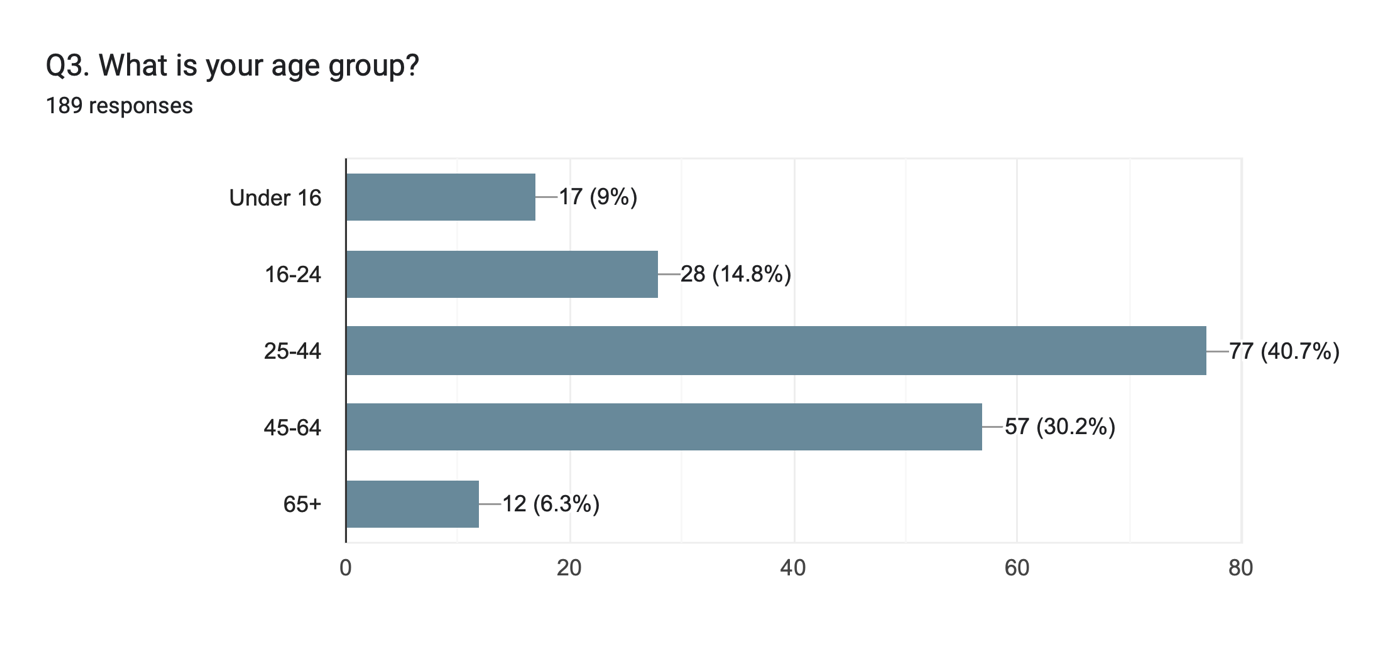 Q3. What is your age group?
189 responses
Under 16 17 (9%)
16-24 28 (14.8%)
25-44 77 (40.7%)
45-64 57 (30.2%)
65+ 12 (6.3%)
0 20 40 60 80